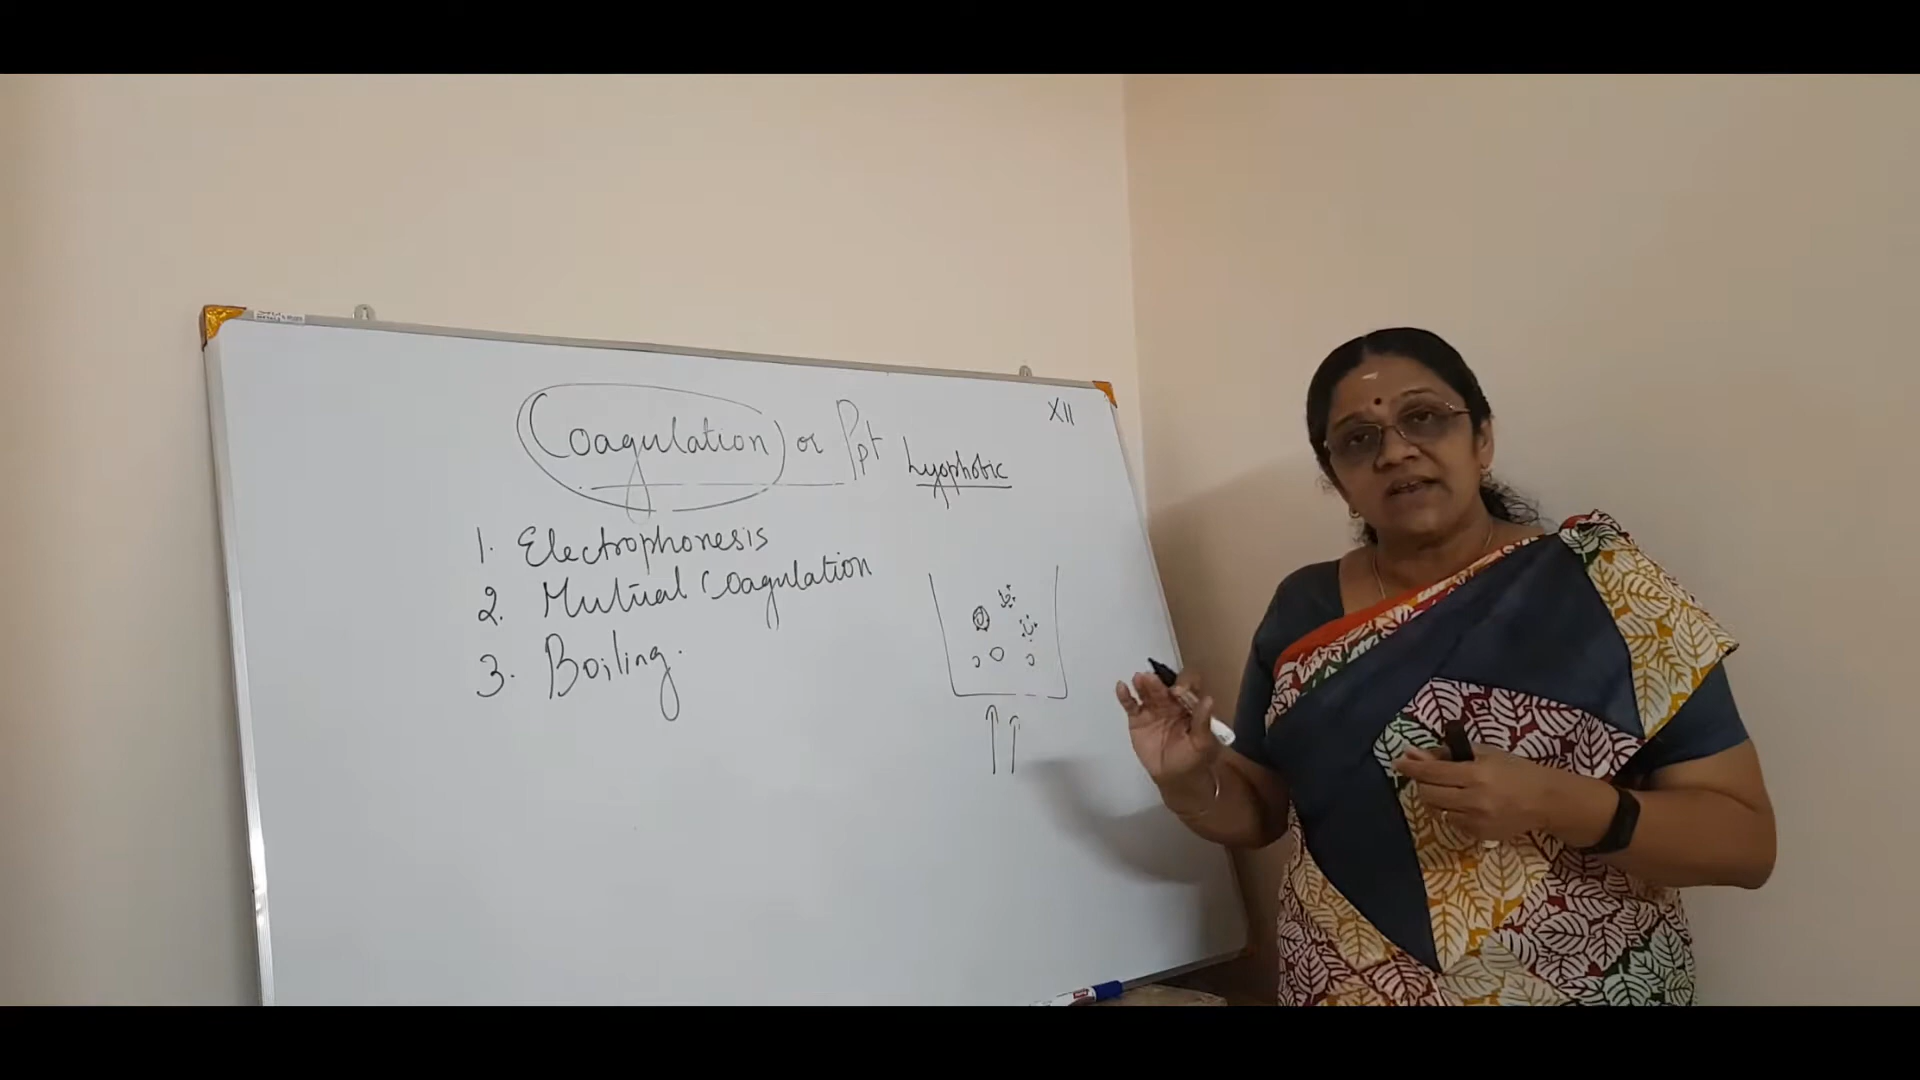 XII
Coagulation or Ppt
Lyophobic
1. Electrophoresis
2. Mutual Coagulation
3. Boiling.